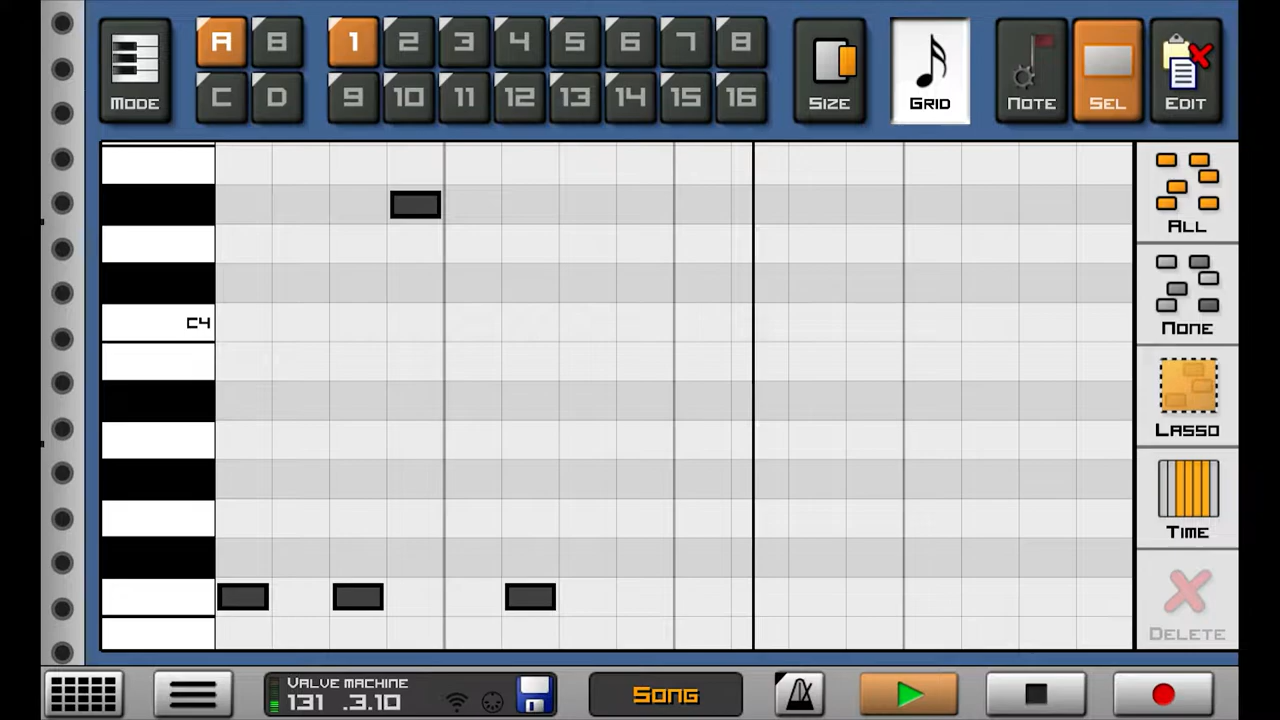 MODE
A B 1 2 3 4 5 6 7 8
C D 9 10 11 12 13 14 15 16
SIZE GRID NOTE SEL EDIT
ALL
C4
NONE
LASSO
TIME
DELETE
VALVE MACHINE
131 .3.10
SONG